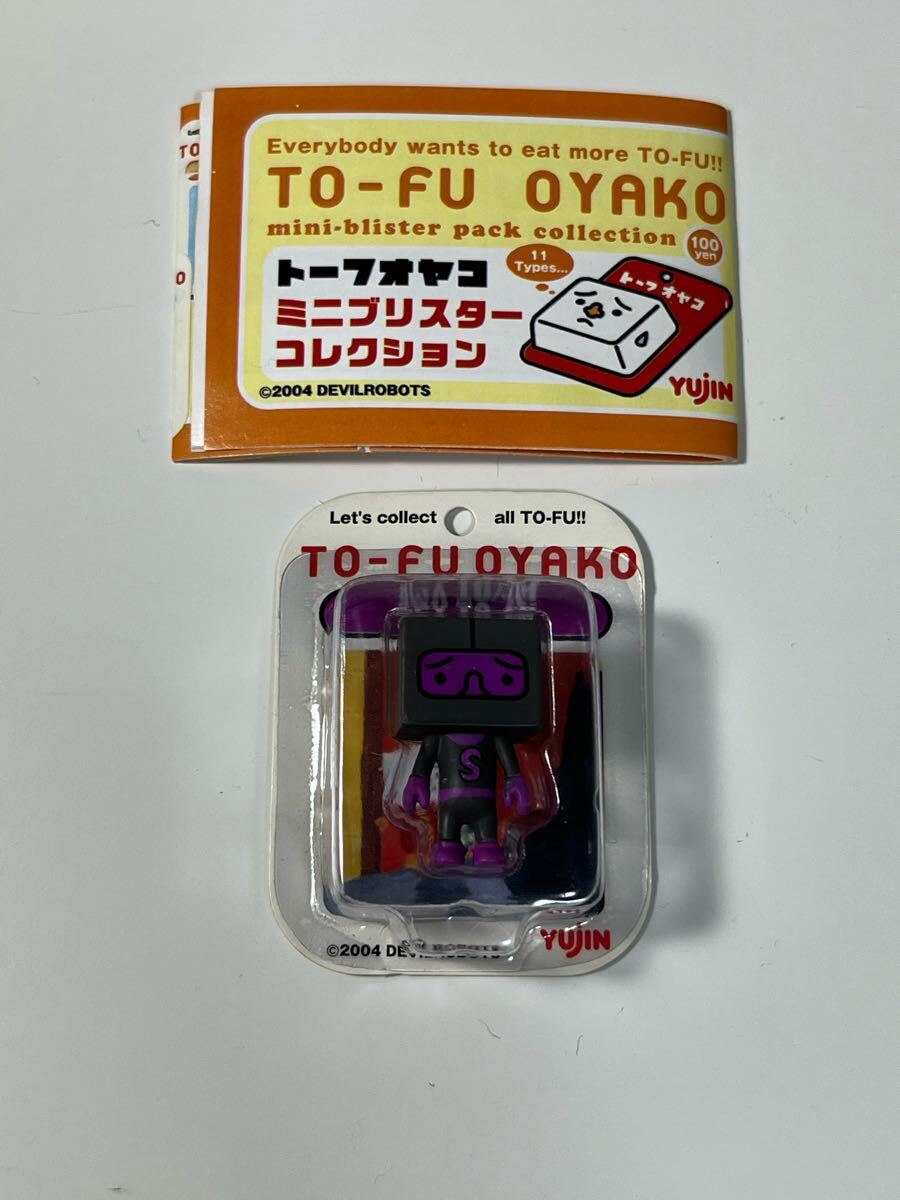 Everybody wants to eat more TO-FU!!
TO-FU OYAKO
mini-blister pack collection
100 yen
11 Types...
トーフオヤコ
ミニブリスター
コレクション
トーフオヤコ
©2004 DEVILROBOTS
YUJIN
TO
Let's collect all TO-FU!!
TO-FU OYAKO
S
©2004 DEVILROBOTS
YUJIN